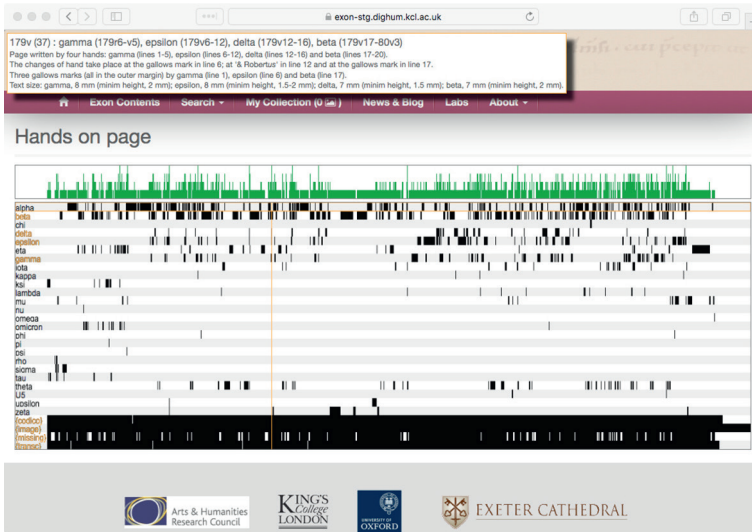 exon-stg.dighum.kcl.ac.uk
179v (37) : gamma (179r6-v5), epsilon (179v6-12), delta (179v12-16), beta (179v17-80v3)
Page written by four hands: gamma (lines 1-5), epsilon (lines 6-12), delta (lines 12-16) and beta (lines 17-20).
The changes of hand take place at the gallows mark in line 6; at '& Robertus' in line 12 and at the gallows mark in line 17.
Three gallows marks (all in the outer margin) by gamma (line 1), epsilon (line 6) and beta (line 17).
Text size: gamma, 8 mm (minim height, 2 mm); epsilon, 8 mm (minim height, 1.5-2 mm); delta, 7 mm (minim height, 1.5 mm); beta, 7 mm (minim height, 2 mm).
Exon Contents Search My Collection (0) News & Blog Labs About
Hands on page
alpha
beta
chi
delta
epsilon
eta
gamma
iota
kappa
ksi
lambda
mu
nu
omega
omicron
phi
pi
psi
rho
sigma
tau
theta
U5
upsilon
zeta
(codico)
(image)
(missing)
Arts & Humanities
Research Council
KING'S
College
LONDON
UNIVERSITY OF
OXFORD
EXETER CATHEDRAL